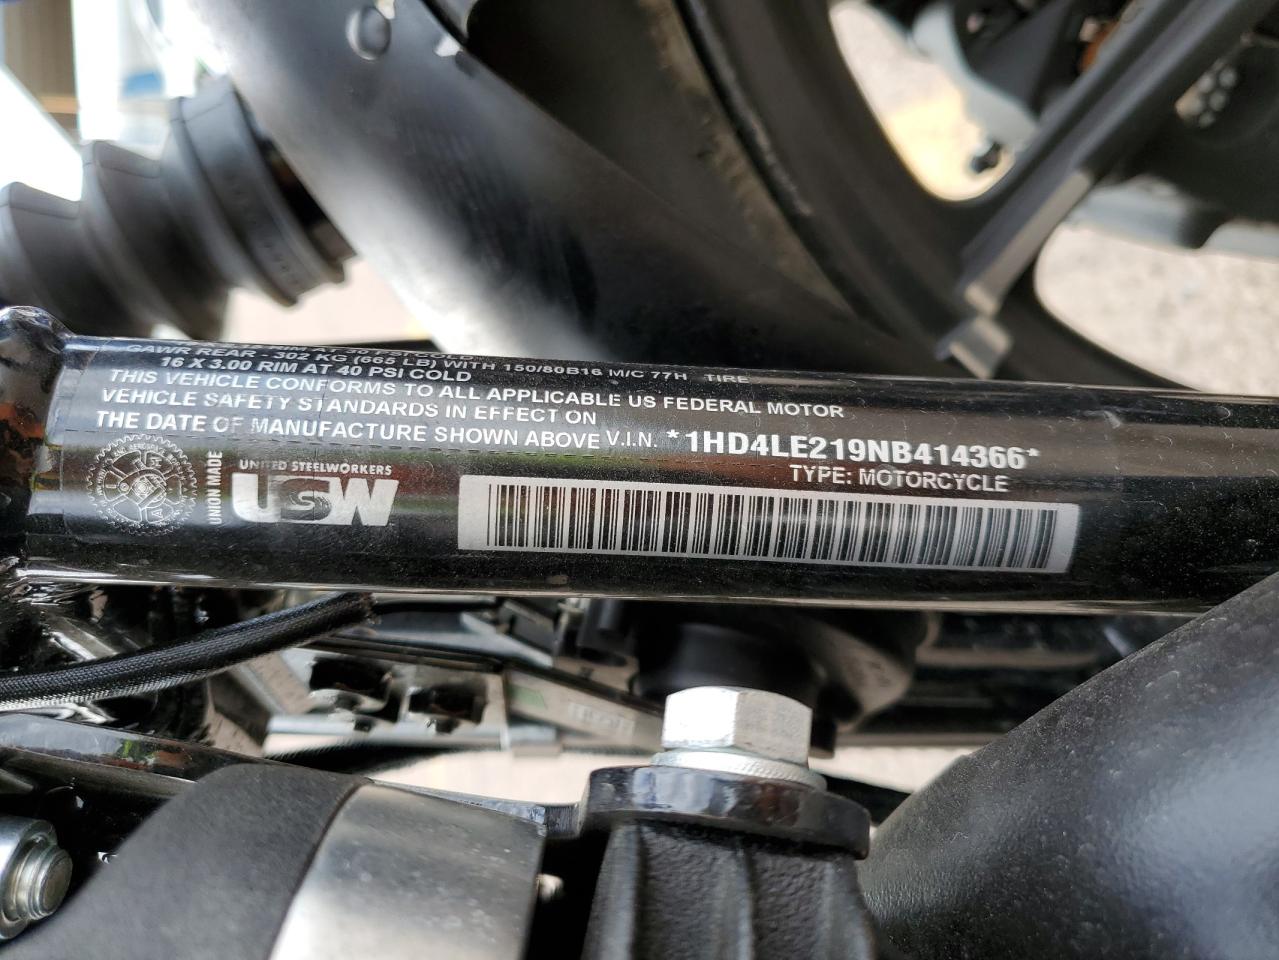 GAWR REAR - 302 KG (665 LB) WITH 150/80B16 M/C 77H TIRE
16 X 3.00 RIM AT 40 PSI COLD
THIS VEHICLE CONFORMS TO ALL APPLICABLE US FEDERAL MOTOR
VEHICLE SAFETY STANDARDS IN EFFECT ON
THE DATE OF MANUFACTURE SHOWN ABOVE V.I.N. *1HD4LE219NB414366*
TYPE: MOTORCYCLE
UNION MADE
UNITED STEELWORKERS
USW